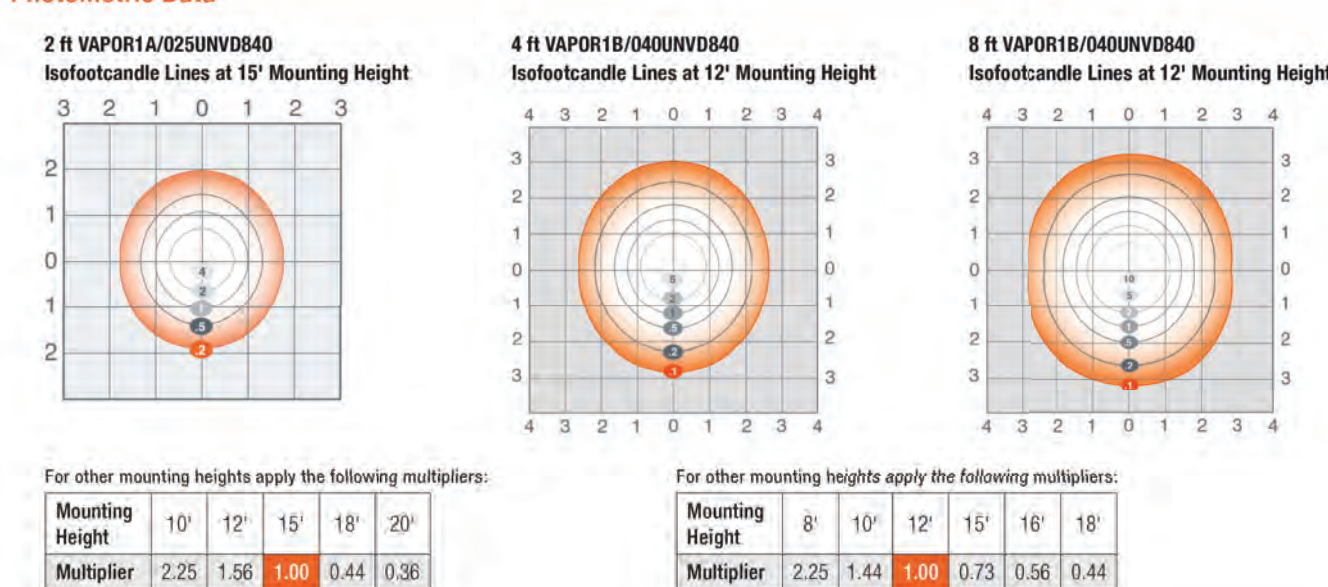 Photometric Data
2 ft VAPOR1A/025UNVD840
Isofootcandle Lines at 15' Mounting Height
3 2 1 0 1 2 3
2
1
0
1
2
4
2
1
.5
.2
4 ft VAPOR1B/040UNVD840
Isofootcandle Lines at 12' Mounting Height
4 3 2 1 0 1 2 3 4
3 3
2 2
1 1
0 0
1 1
2 2
3 3
5
2
1
.5
.2
.1
4 3 2 1 0 1 2 3 4
8 ft VAPOR1B/040UNVD840
Isofootcandle Lines at 12' Mounting Height
4 3 2 1 0 1 2 3 4
3 3
2 2
1 1
0 0
1 1
2 2
3 3
10
5
2
1
.5
.2
.1
4 3 2 1 0 1 2 3 4
For other mounting heights apply the following multipliers:
Mounting Height 10' 12' 15' 18' 20'
Multiplier 2.25 1.56 1.00 0.44 0.36
For other mounting heights apply the following multipliers:
Mounting Height 8' 10' 12' 15' 16' 18'
Multiplier 2.25 1.44 1.00 0.73 0.56 0.44